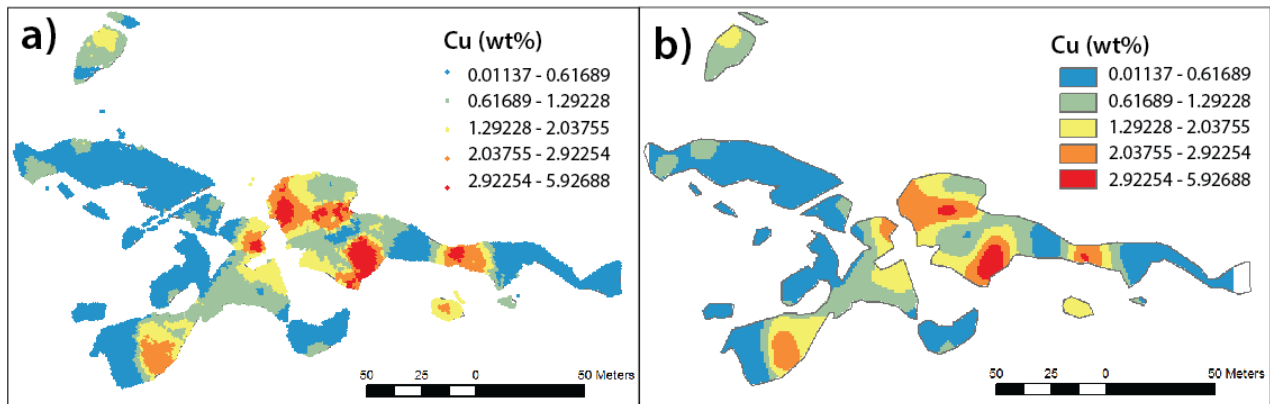 a)
Cu (wt%)
0.01137 - 0.61689
0.61689 - 1.29228
1.29228 - 2.03755
2.03755 - 2.92254
2.92254 - 5.92688
50 25 0 50 Meters
b)
Cu (wt%)
0.01137 - 0.61689
0.61689 - 1.29228
1.29228 - 2.03755
2.03755 - 2.92254
2.92254 - 5.92688
50 25 0 50 Meters